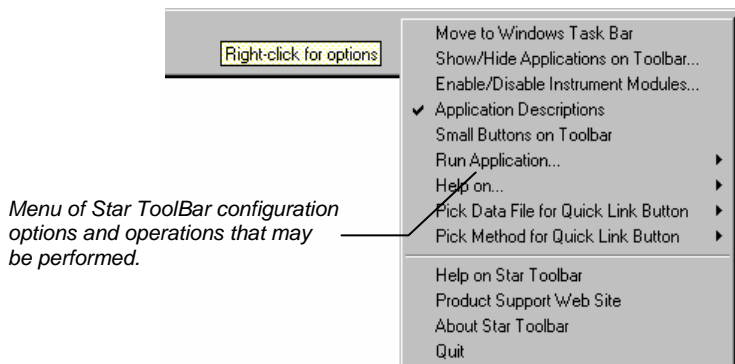 Right-click for options
Move to Windows Task Bar
Show/Hide Applications on Toolbar...
Enable/Disable Instrument Modules...
Application Descriptions
Small Buttons on Toolbar
Run Application...
Help on...
Pick Data File for Quick Link Button
Pick Method for Quick Link Button
Help on Star Toolbar
Product Support Web Site
About Star Toolbar
Quit
Menu of Star ToolBar configuration
options and operations that may
be performed.